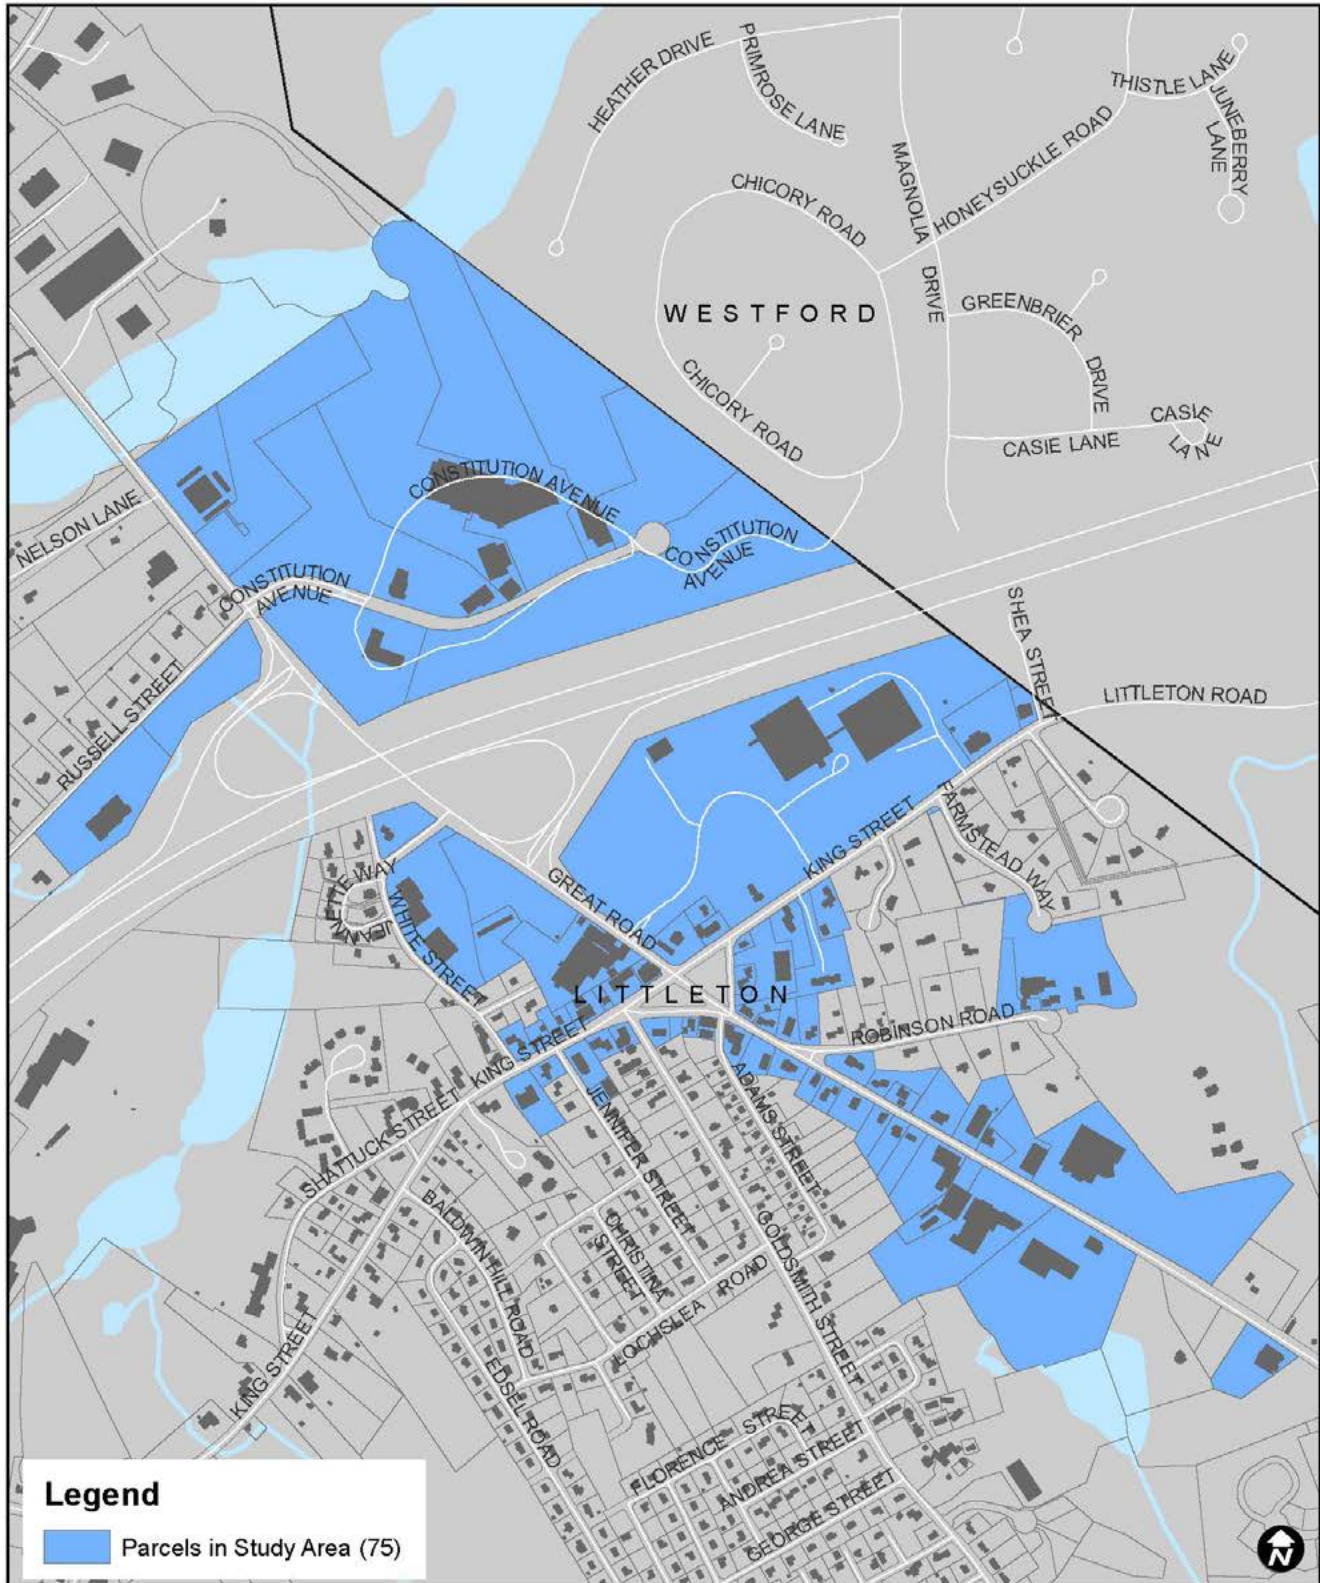 HEATHER DRIVE
PRIMROSE LANE
THISTLE LANE
JUNEBERRY
LANE
MAGNOLIA
DRIVE
HONEYSUCKLE ROAD
CHICORY ROAD
WESTFORD
GREENBRIER
DRIVE
CHICORY ROAD
CASIE
LANE
CASIE LANE
CONSTITUTION AVENUE
NELSON LANE
CONSTITUTION
AVENUE
CONSTITUTION
AVENUE
SHEA STREET
RUSSELL STREET
LITTLETON ROAD
KING STREET
FARMSTEAD WAY
JEANNETTE WAY
WHITE STREET
GREAT ROAD
LITTLETON
ROBINSON ROAD
KING STREET
ADAMS STREET
JENNIFER STREET
SHATTUCK STREET
BALDWIN HILL ROAD
CHRISTINA
STREET
GOLDSMITH STREET
LOCHSLEA ROAD
KING STREET
EDSEL ROAD
FLORENCE STREET
ANDREA STREET
GEORGE STREET
Legend
Parcels in Study Area (75)
N